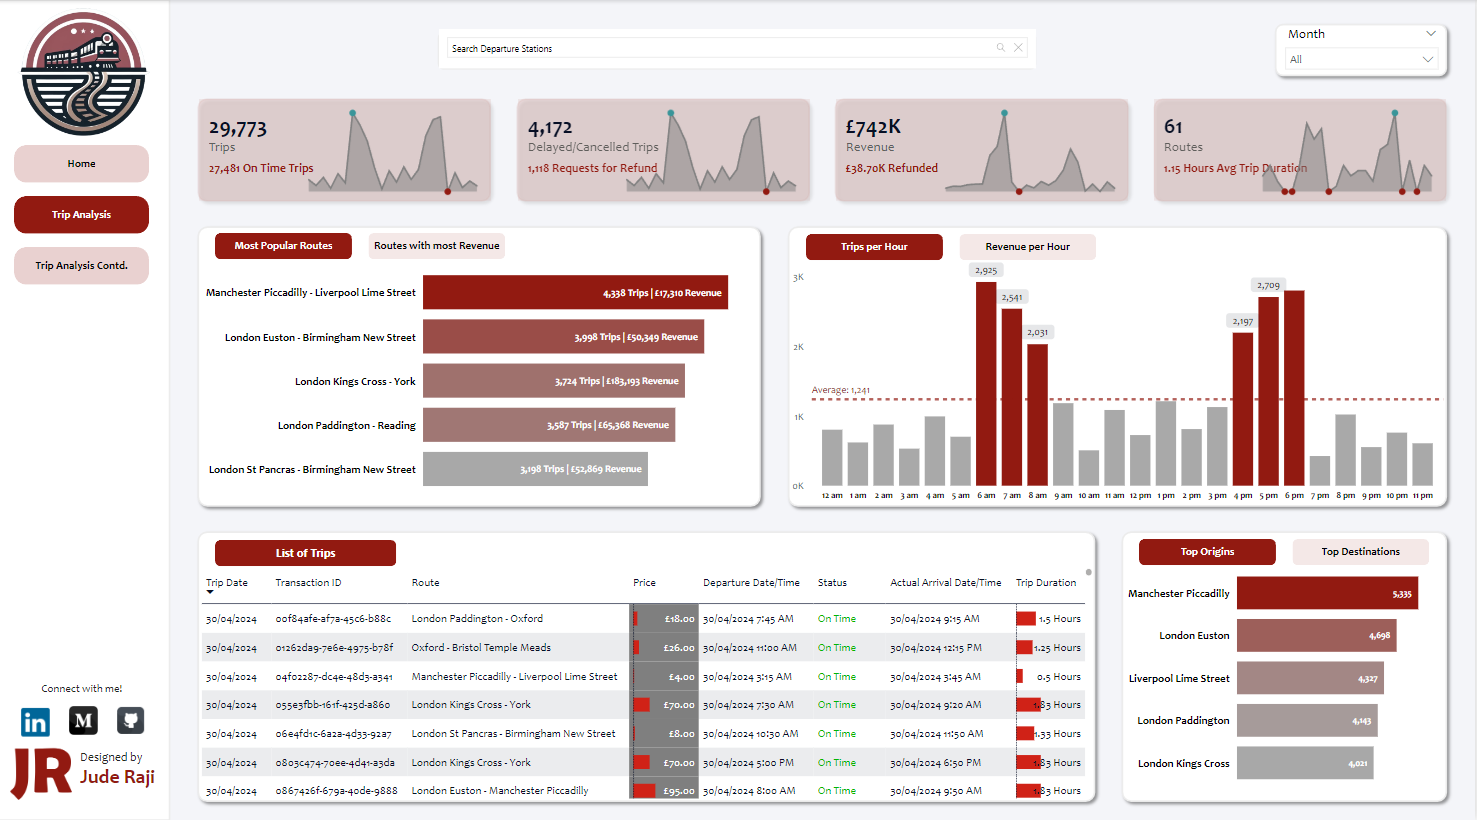 Search Departure Stations
Month
All
Home
Trip Analysis
Trip Analysis Contd.
29,773
Trips
27,481 On Time Trips
4,172
Delayed/Cancelled Trips
1,118 Requests for Refund
£742K
Revenue
£38.70K Refunded
61
Routes
1.15 Hours Avg Trip Duration
Most Popular Routes
Routes with most Revenue
Manchester Piccadilly - Liverpool Lime Street 4,338 Trips | £17,310 Revenue
London Euston - Birmingham New Street 3,998 Trips | £50,349 Revenue
London Kings Cross - York 3,724 Trips | £183,193 Revenue
London Paddington - Reading 3,587 Trips | £65,368 Revenue
London St Pancras - Birmingham New Street 3,198 Trips | £52,869 Revenue
Trips per Hour
Revenue per Hour
3K
2K
1K
0K
Average: 1,241
2,925
2,541
2,031
2,197
2,709
12 am 1 am 2 am 3 am 4 am 5 am 6 am 7 am 8 am 9 am 10 am 11 am 12 pm 1 pm 2 pm 3 pm 4 pm 5 pm 6 pm 7 pm 8 pm 9 pm 10 pm 11 pm
List of Trips
Trip Date Transaction ID Route Price Departure Date/Time Status Actual Arrival Date/Time Trip Duration
30/04/2024 00f84afe-af7a-45c6-b88c London Paddington - Oxford £18.00 30/04/2024 7:45 AM On Time 30/04/2024 9:15 AM 1.5 Hours
30/04/2024 01262da9-7e6e-4975-b78f Oxford - Bristol Temple Meads £26.00 30/04/2024 11:00 AM On Time 30/04/2024 12:15 PM 1.25 Hours
30/04/2024 04f02287-dc4e-48d3-a341 Manchester Piccadilly - Liverpool Lime Street £4.00 30/04/2024 3:15 AM On Time 30/04/2024 3:45 AM 0.5 Hours
30/04/2024 055e3fbb-161f-425d-a860 London Kings Cross - York £70.00 30/04/2024 7:30 AM On Time 30/04/2024 9:20 AM 1.83 Hours
30/04/2024 06e4fd1c-6a2a-4d33-92a7 London St Pancras - Birmingham New Street £8.00 30/04/2024 10:30 AM On Time 30/04/2024 11:50 AM 1.33 Hours
30/04/2024 0803c474-70ee-4d41-a3da London Kings Cross - York £70.00 30/04/2024 5:00 PM On Time 30/04/2024 6:50 PM 1.83 Hours
30/04/2024 0867426f-679a-40de-9888 London Euston - Manchester Piccadilly £95.00 30/04/2024 8:00 AM On Time 30/04/2024 9:50 AM 1.83 Hours
Top Origins
Top Destinations
Manchester Piccadilly 5,335
London Euston 4,698
Liverpool Lime Street 4,327
London Paddington 4,143
London Kings Cross 4,021
Connect with me!
in
M
JR
Designed by
Jude Raji